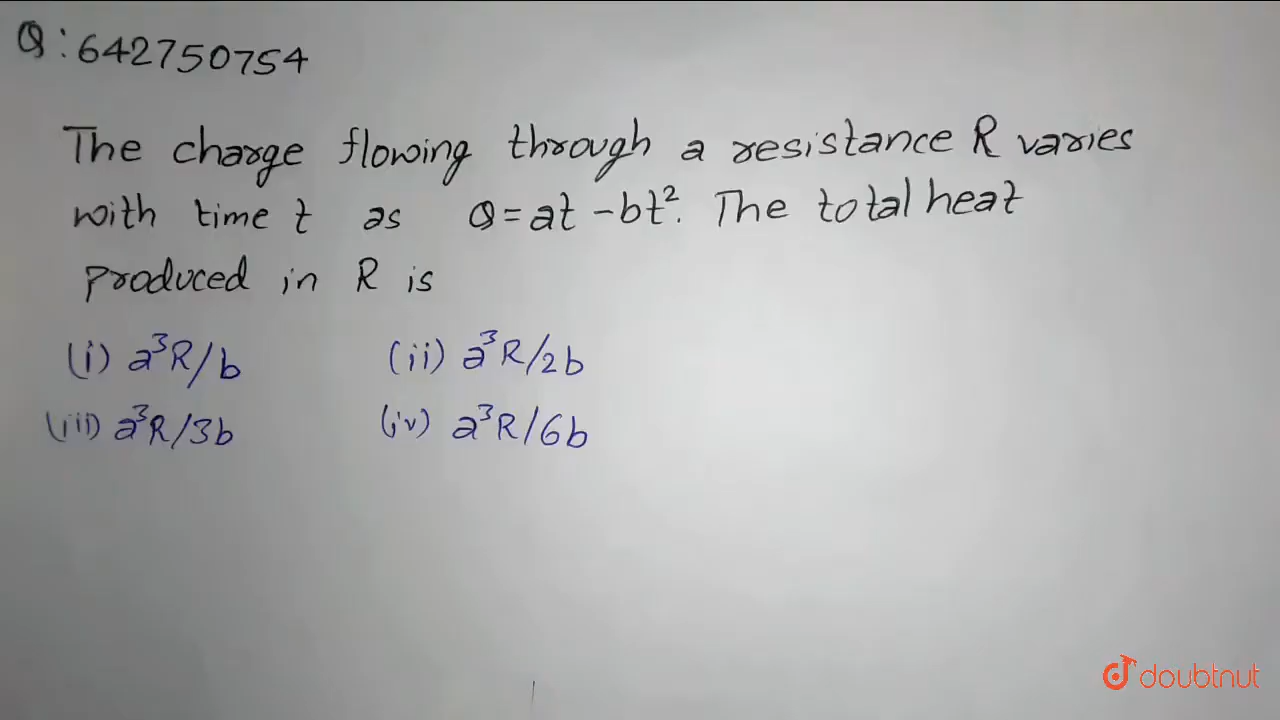 Q : 642750754
The charge flowing through a resistance R varies
with time t as Q = at - bt². The total heat
produced in R is
(i) a³R/b (ii) a³R/2b
(iii) a³R/3b (iv) a³R/6b
doubtnut